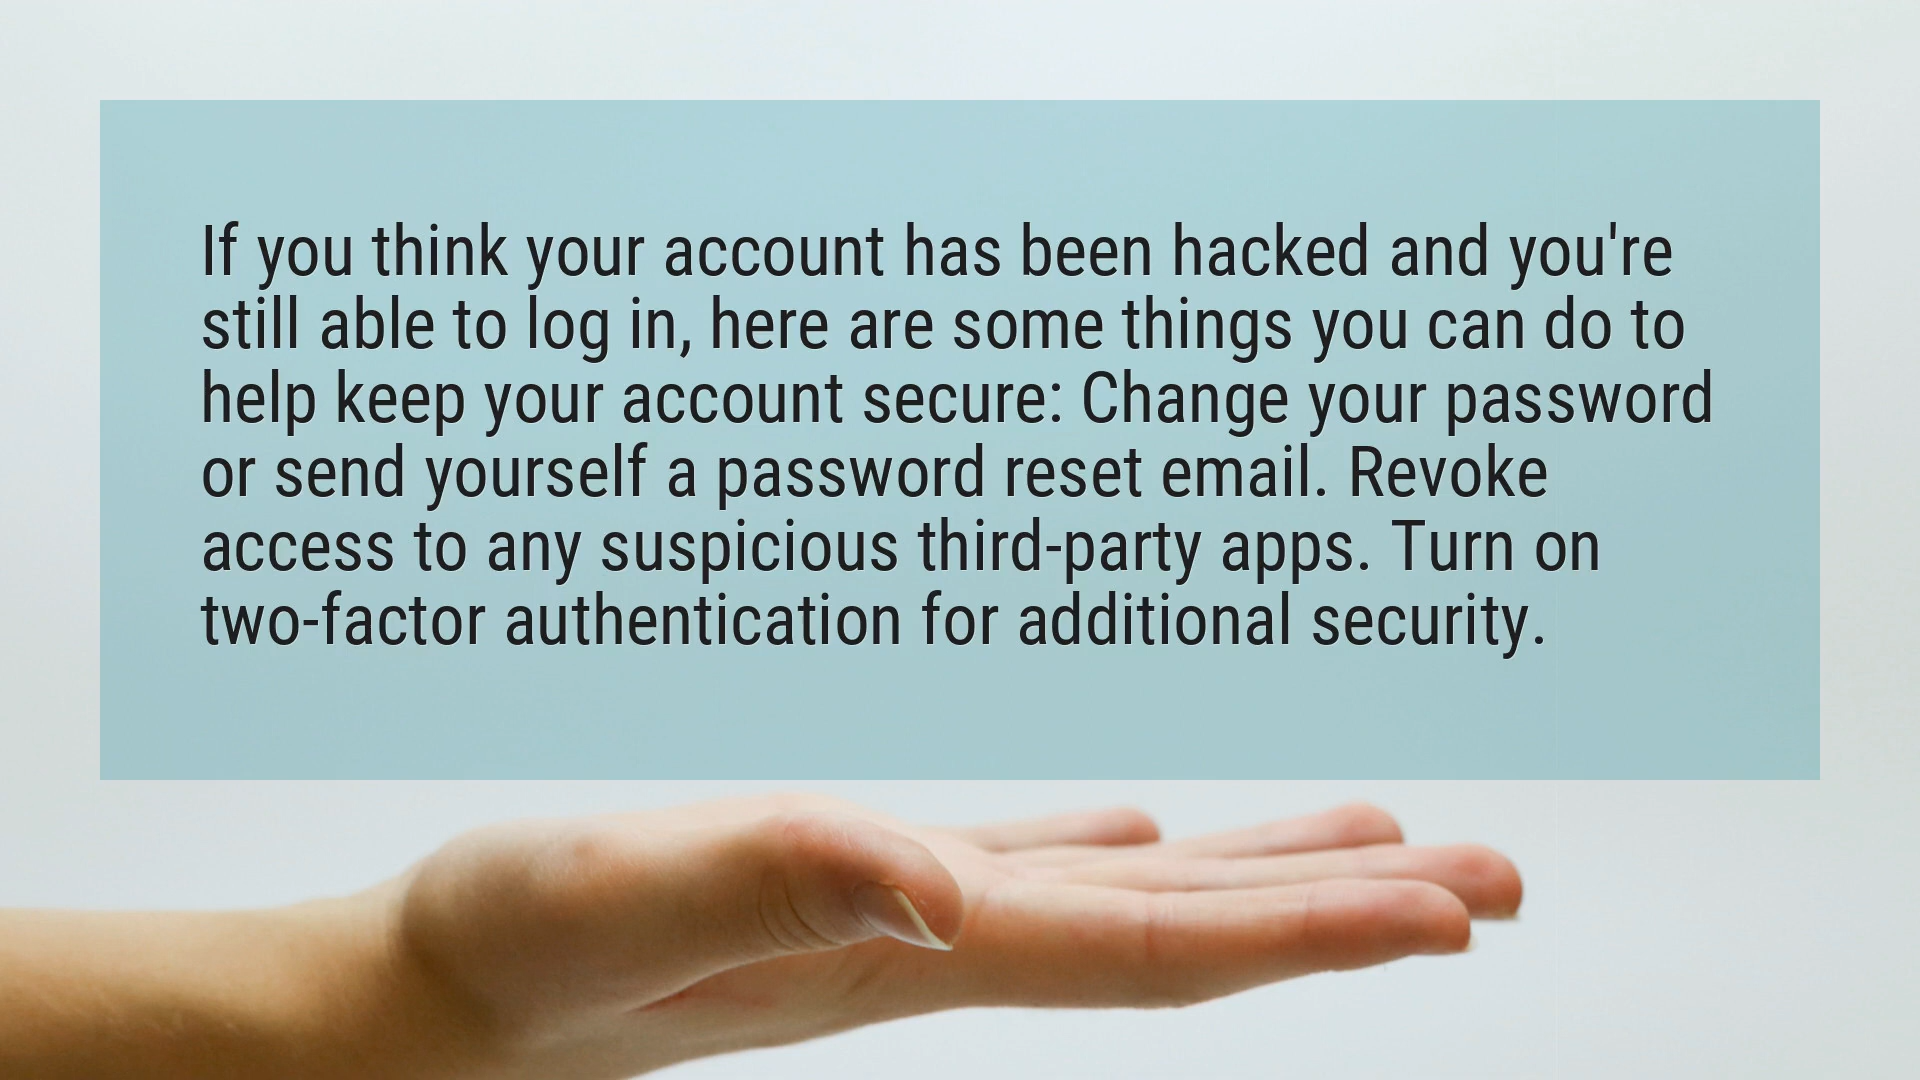 If you think your account has been hacked and you're
still able to log in, here are some things you can do to
help keep your account secure: Change your password
or send yourself a password reset email. Revoke
access to any suspicious third-party apps. Turn on
two-factor authentication for additional security.